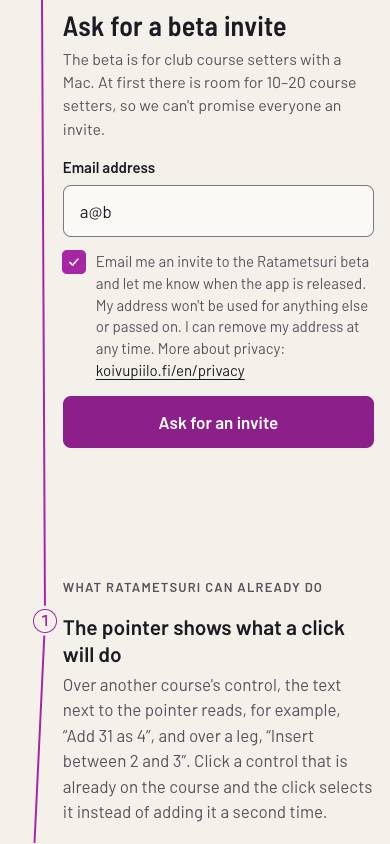 Ask for a beta invite
The beta is for club course setters with a
Mac. At first there is room for 10–20 course
setters, so we can't promise everyone an
invite.
Email address
a@b
Email me an invite to the Ratametsuri beta
and let me know when the app is released.
My address won't be used for anything else
or passed on. I can remove my address at
any time. More about privacy:
koivupiilo.fi/en/privacy
Ask for an invite
WHAT RATAMETSURI CAN ALREADY DO
1
The pointer shows what a click
will do
Over another course's control, the text
next to the pointer reads, for example,
“Add 31 as 4”, and over a leg, “Insert
between 2 and 3”. Click a control that is
already on the course and the click selects
it instead of adding it a second time.